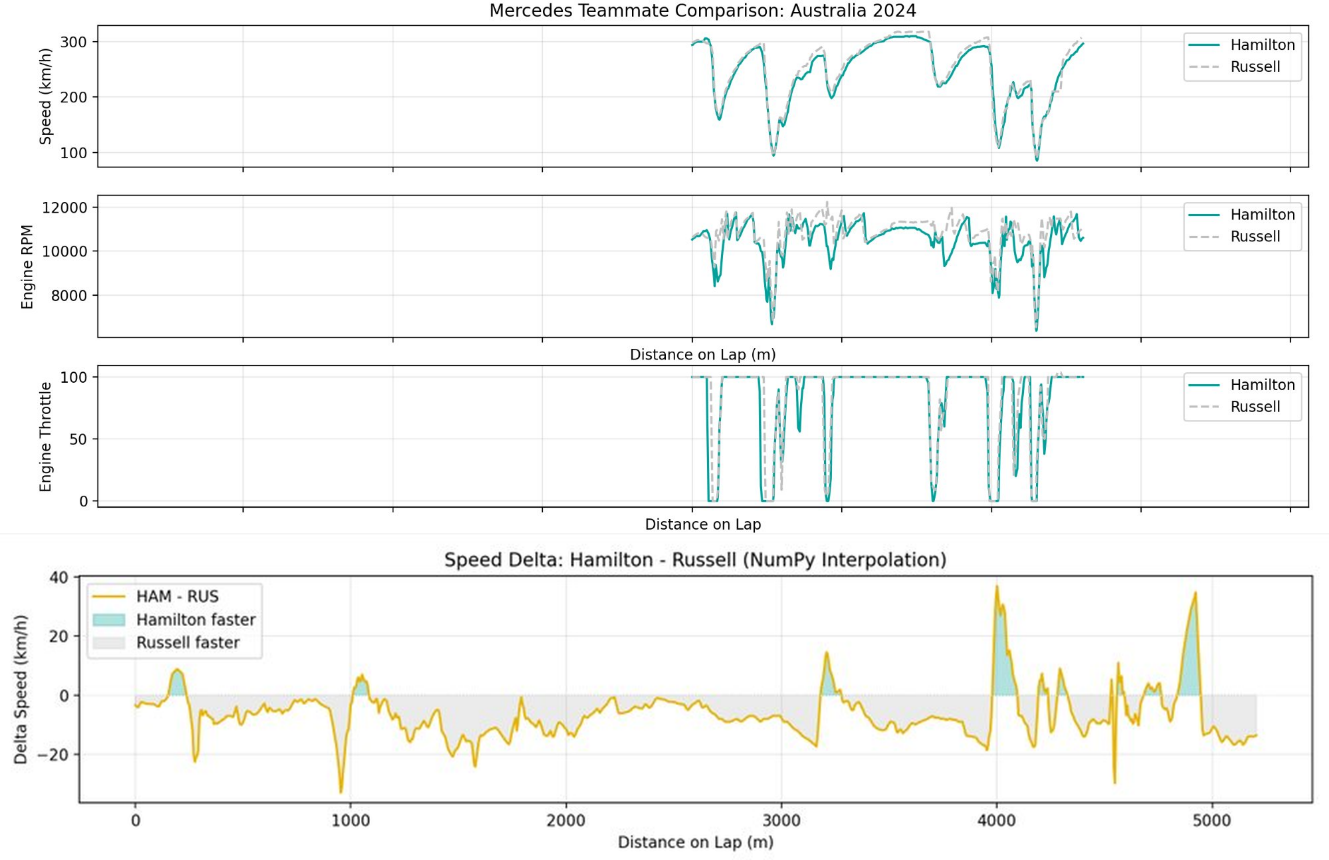 Mercedes Teammate Comparison: Australia 2024
Speed (km/h)
300
200
100
Hamilton
Russell
Engine RPM
12000
10000
8000
Hamilton
Russell
Distance on Lap (m)
Engine Throttle
100
50
0
Hamilton
Russell
Distance on Lap
Speed Delta: Hamilton - Russell (NumPy Interpolation)
Delta Speed (km/h)
40
20
0
−20
HAM - RUS
Hamilton faster
Russell faster
0 1000 2000 3000 4000 5000
Distance on Lap (m)